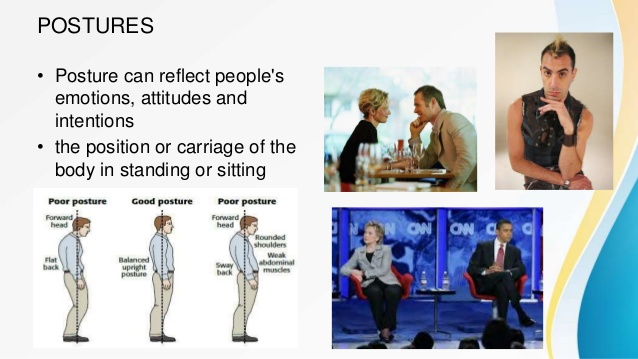 POSTURES
• Posture can reflect people's
emotions, attitudes and
intentions
• the position or carriage of the
body in standing or sitting
Poor posture
Good posture
Poor posture
Forward
head
Flat
back
Balanced
upright
posture
Forward
head
Rounded
shoulders
Weak
abdominal
muscles
Sway
back
CNN
CNN